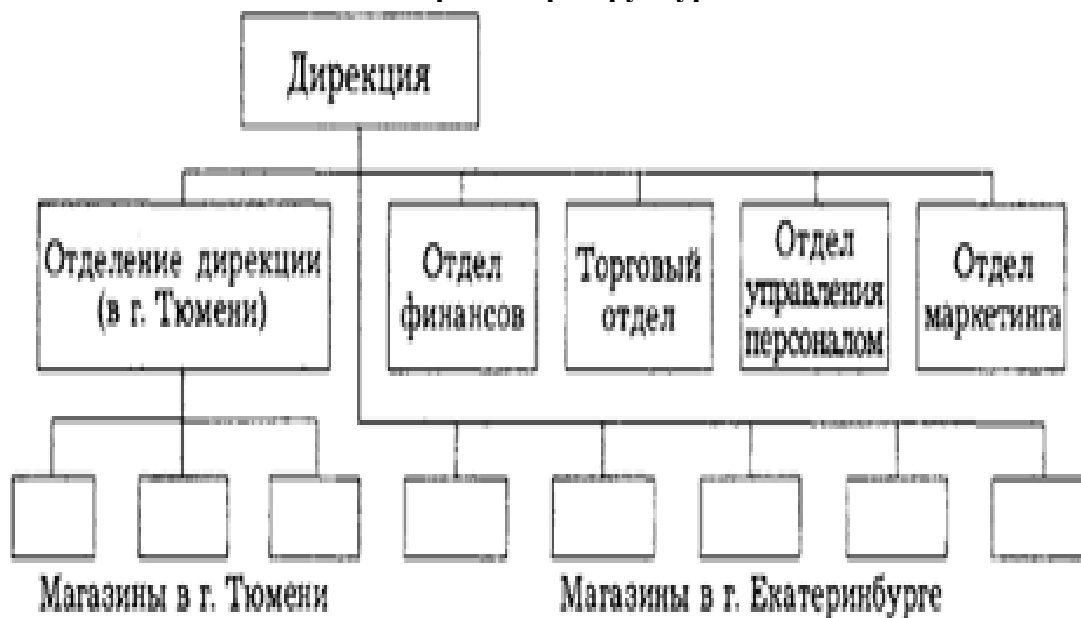 Дирекция
Отделение дирекции
(в г. Тюмени)
Отдел
финансов
Торговый
отдел
Отдел
управления
персоналом
Отдел
маркетинга
Магазины в г. Тюмени
Магазины в г. Екатеринбурге